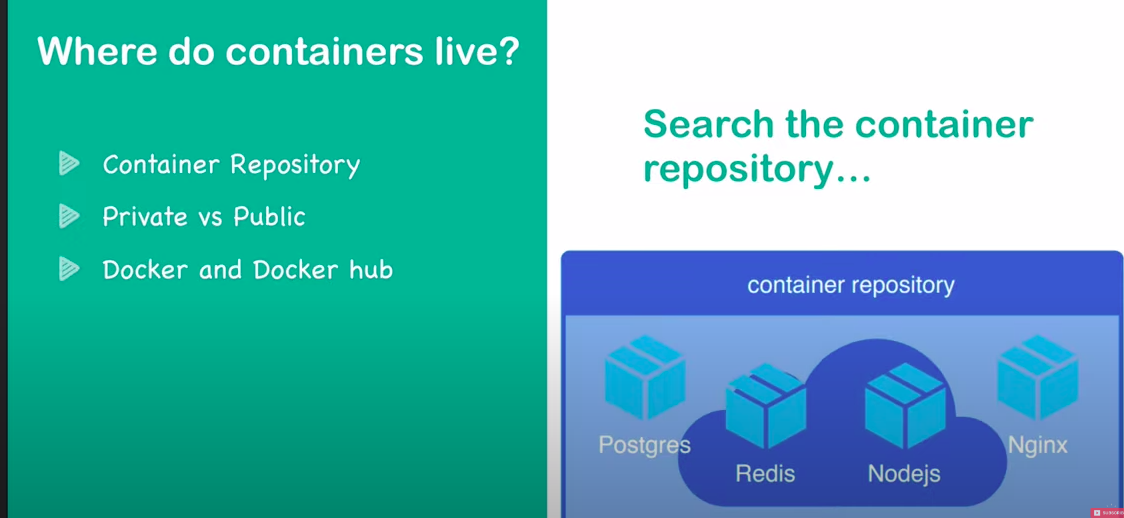 Where do containers live?
Container Repository
Private vs Public
Docker and Docker hub
Search the container
repository...
container repository
Postgres
Redis
Nodejs
Nginx